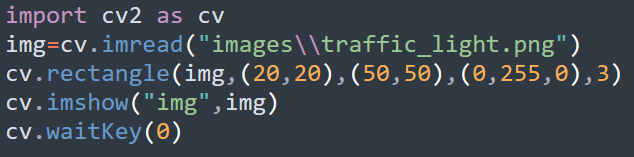 import cv2 as cv
img=cv.imread("images\\traffic_light.png")
cv.rectangle(img,(20,20),(50,50),(0,255,0),3)
cv.imshow("img",img)
cv.waitKey(0)